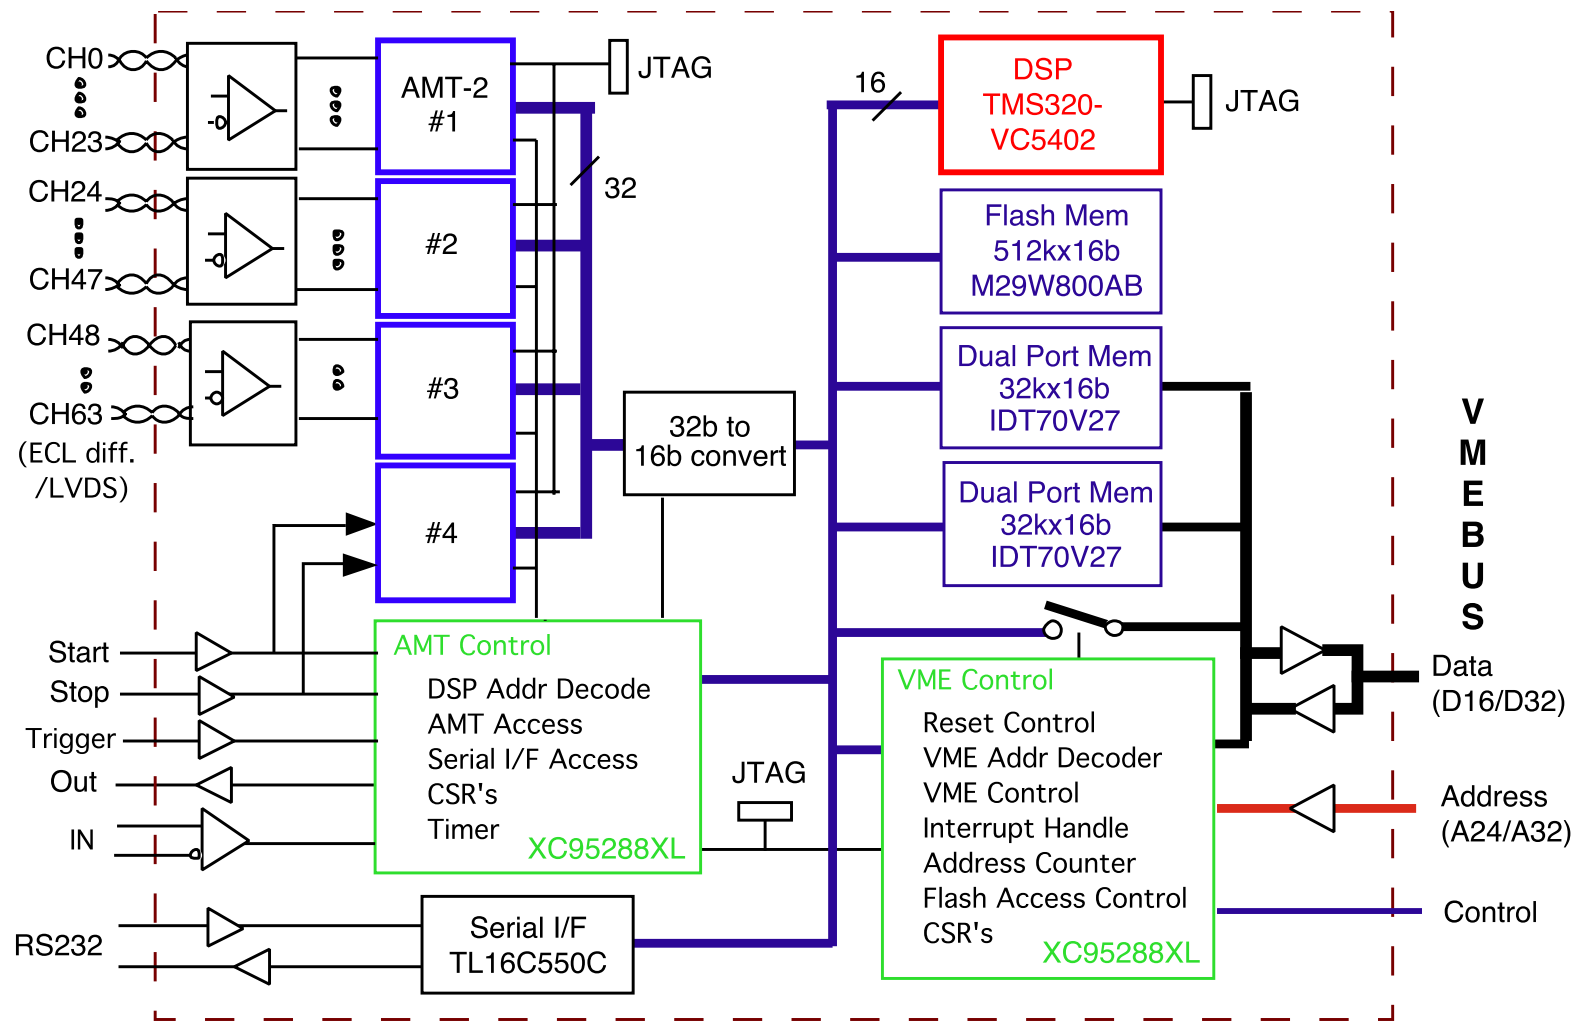 CH0
CH23
CH24
CH47
CH48
CH63
(ECL diff.
/LVDS)
AMT-2
#1
#2
#3
#4
JTAG
32
32b to
16b convert
16
DSP
TMS320-
VC5402
JTAG
Flash Mem
512kx16b
M29W800AB
Dual Port Mem
32kx16b
IDT70V27
Dual Port Mem
32kx16b
IDT70V27
VMEBUS
Start
Stop
Trigger
Out
IN
RS232
AMT Control
DSP Addr Decode
AMT Access
Serial I/F Access
CSR's
Timer
XC95288XL
JTAG
Serial I/F
TL16C550C
VME Control
Reset Control
VME Addr Decoder
VME Control
Interrupt Handle
Address Counter
Flash Access Control
CSR's
XC95288XL
Data
(D16/D32)
Address
(A24/A32)
Control